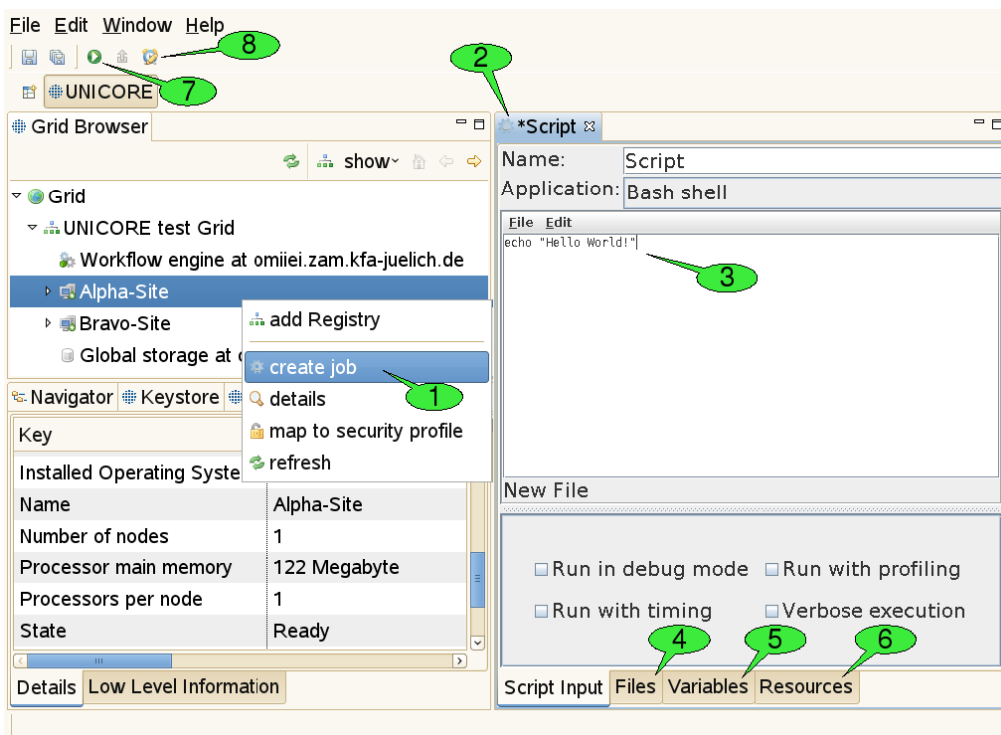 File Edit Window Help
8
2
7
UNICORE
Grid Browser
*Script
show
Name: Script
Application: Bash shell
Grid
File Edit
UNICORE test Grid
echo "Hello World!"
Workflow engine at omiiei.zam.kfa-juelich.de
3
Alpha-Site
add Registry
Bravo-Site
Global storage at
create job
1
Navigator Keystore
details
Key
map to security profile
Installed Operating Syste
refresh
New File
Name Alpha-Site
Number of nodes 1
Processor main memory 122 Megabyte
Run in debug mode Run with profiling
Processors per node 1
Run with timing Verbose execution
State Ready
4 5 6
Details Low Level Information
Script Input Files Variables Resources